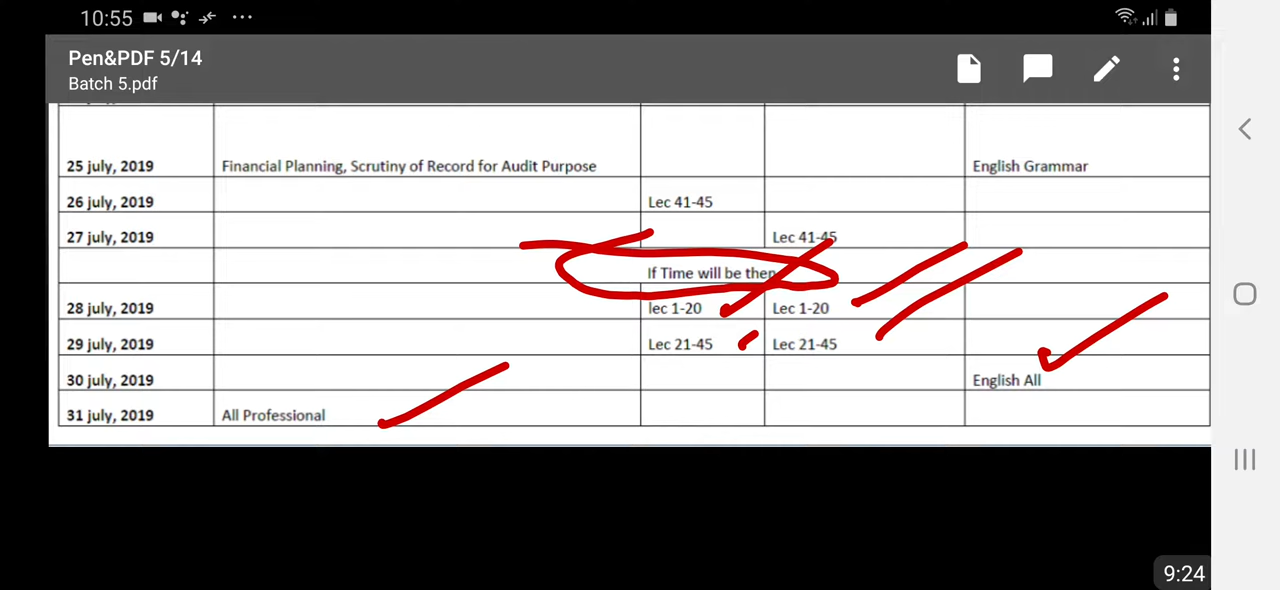 10:55
Pen&PDF 5/14
Batch 5.pdf
25 july, 2019 Financial Planning, Scrutiny of Record for Audit Purpose English Grammar
26 july, 2019 Lec 41-45
27 july, 2019 Lec 41-45
If Time will be then
28 july, 2019 lec 1-20 Lec 1-20
29 july, 2019 Lec 21-45 Lec 21-45
30 july, 2019 English All
31 july, 2019 All Professional
9:24